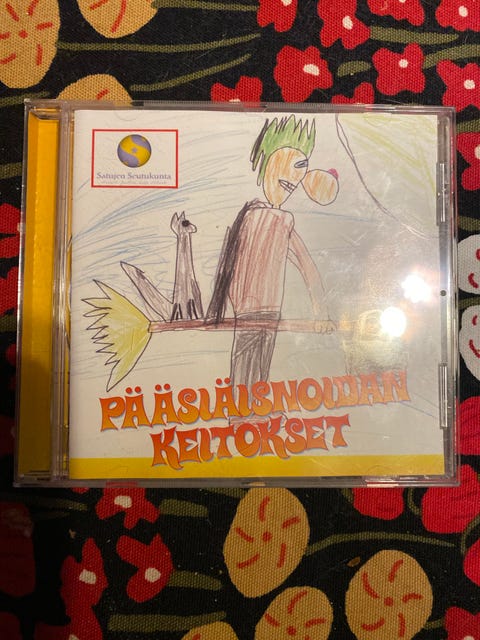 Satujen Seutukunta
PÄÄSIÄISNOIDAN
KEITOKSET